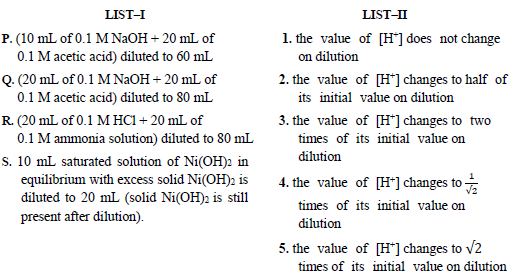 LIST–I
P. (10 mL of 0.1 M NaOH + 20 mL of
0.1 M acetic acid) diluted to 60 mL
Q. (20 mL of 0.1 M NaOH + 20 mL of
0.1 M acetic acid) diluted to 80 mL
R. (20 mL of 0.1 M HCl + 20 mL of
0.1 M ammonia solution) diluted to 80 mL
S. 10 mL saturated solution of Ni(OH)2 in
equilibrium with excess solid Ni(OH)2 is
diluted to 20 mL (solid Ni(OH)2 is still
present after dilution).
LIST–II
1. the value of [H⁺] does not change
on dilution
2. the value of [H⁺] changes to half of
its initial value on dilution
3. the value of [H⁺] changes to two
times of its initial value on
dilution
4. the value of [H⁺] changes to 1/√2
times of its initial value on
dilution
5. the value of [H⁺] changes to √2
times of its initial value on dilution